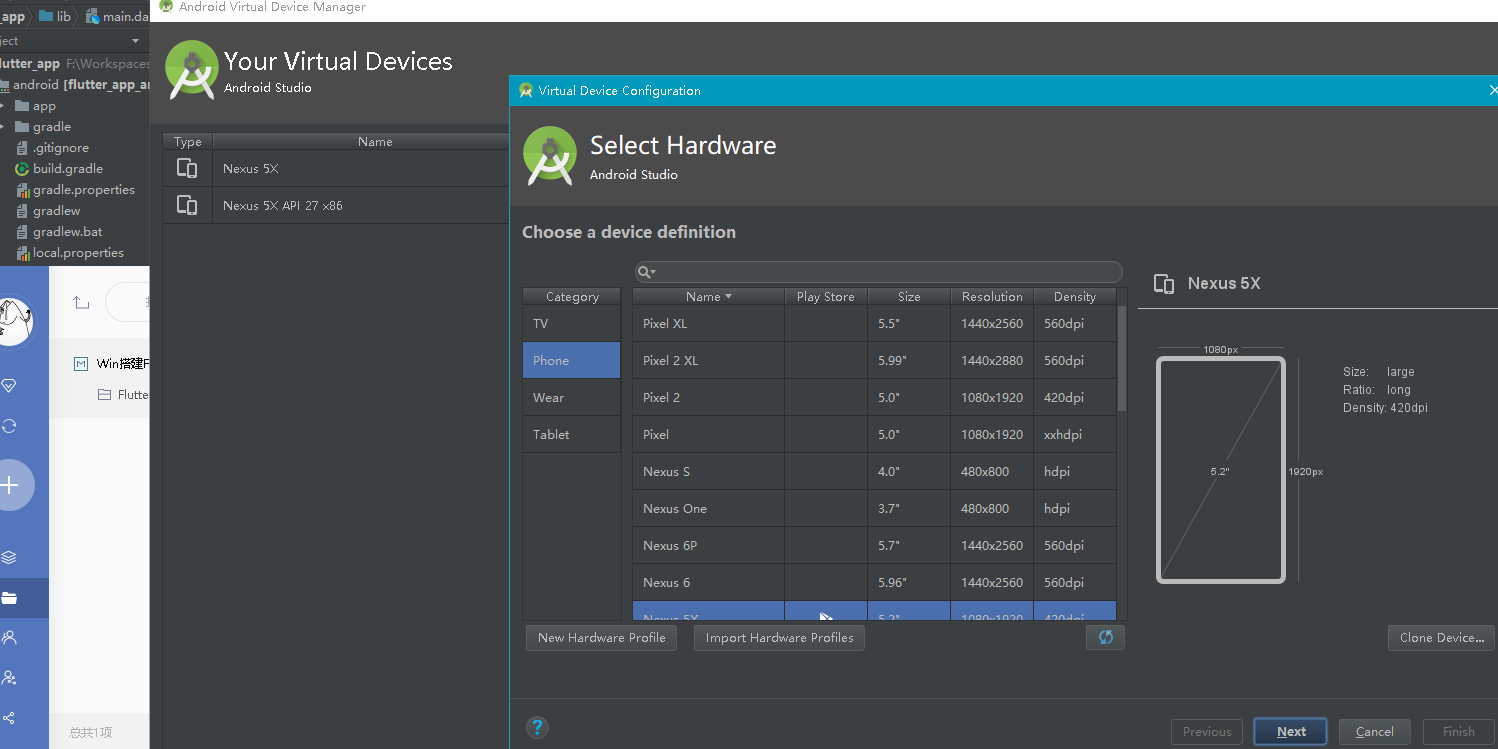 _app lib main.da
ject
lutter_app F:\Workspaces
android [flutter_app_an
app
gradle
.gitignore
build.gradle
gradle.properties
gradlew
gradlew.bat
local.properties
M Win搭建F
Flutte
总共1项
Android Virtual Device Manager
Your Virtual Devices
Android Studio
Type Name
Nexus 5X
Nexus 5X API 27 x86
Virtual Device Configuration
Select Hardware
Android Studio
Choose a device definition
Category
TV
Phone
Wear
Tablet
Name Play Store Size Resolution Density
Pixel XL 5.5" 1440x2560 560dpi
Pixel 2 XL 5.99" 1440x2880 560dpi
Pixel 2 5.0" 1080x1920 420dpi
Pixel 5.0" 1080x1920 xxhdpi
Nexus S 4.0" 480x800 hdpi
Nexus One 3.7" 480x800 hdpi
Nexus 6P 5.7" 1440x2560 560dpi
Nexus 6 5.96" 1440x2560 560dpi
Nexus 5X 5.2" 1080x1920 420dpi
New Hardware Profile Import Hardware Profiles
Nexus 5X
1080px
5.2"
1920px
Size: large
Ratio: long
Density: 420dpi
Clone Device...
? Previous Next Cancel Finish